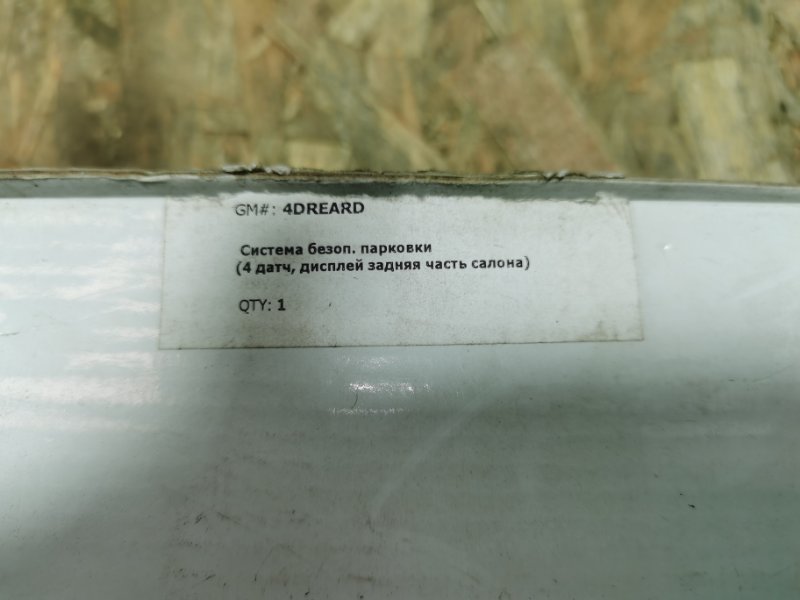 GM#: 4DREARD
Система безоп. парковки
(4 датч, дисплей задняя часть салона)
QTY: 1